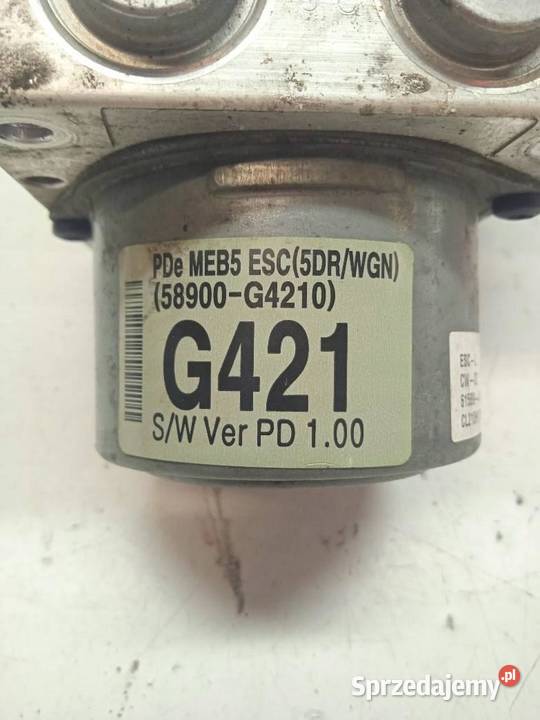 PDe MEB5 ESC(5DR/WGN)
(58900-G4210)
G421
S/W Ver PD 1.00
Sprzedajemy.pl